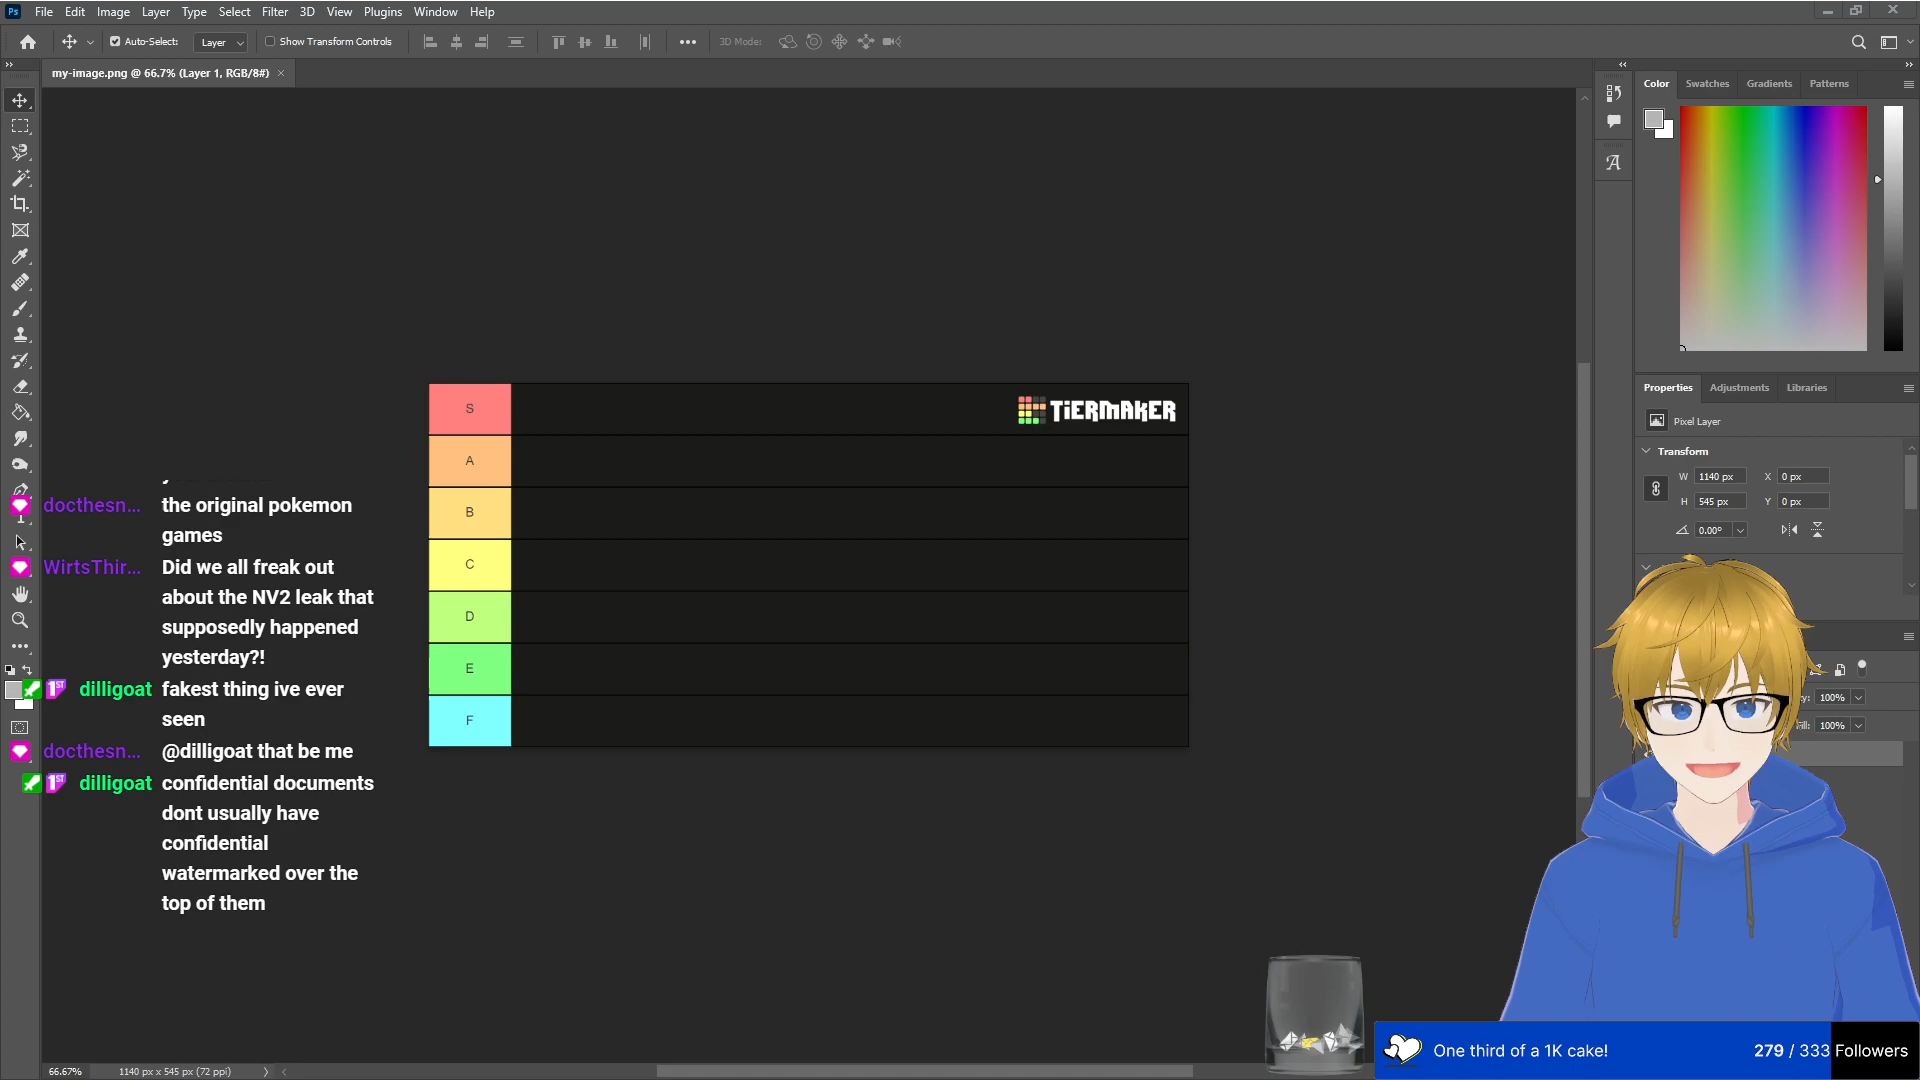 Ps File Edit Image Layer Type Select Filter 3D View Plugins Window Help
Auto-Select: Layer Show Transform Controls 3D Mode:
my-image.png @ 66.7% (Layer 1, RGB/8#)
Color Swatches Gradients Patterns
Properties Adjustments Libraries
Pixel Layer
Transform
W 1140 px X 0 px
H 545 px Y 0 px
0.00°
100%
100%
S TIERMAKER
A
B
C
D
E
F
docthesn... the original pokemon
games
WirtsThir... Did we all freak out
about the NV2 leak that
supposedly happened
yesterday?!
1ST dilligoat fakest thing ive ever
seen
docthesn... @dilligoat that be me
1ST dilligoat confidential documents
dont usually have
confidential
watermarked over the
top of them
One third of a 1K cake! 279 / 333 Followers
66.67% 1140 px x 545 px (72 ppi)